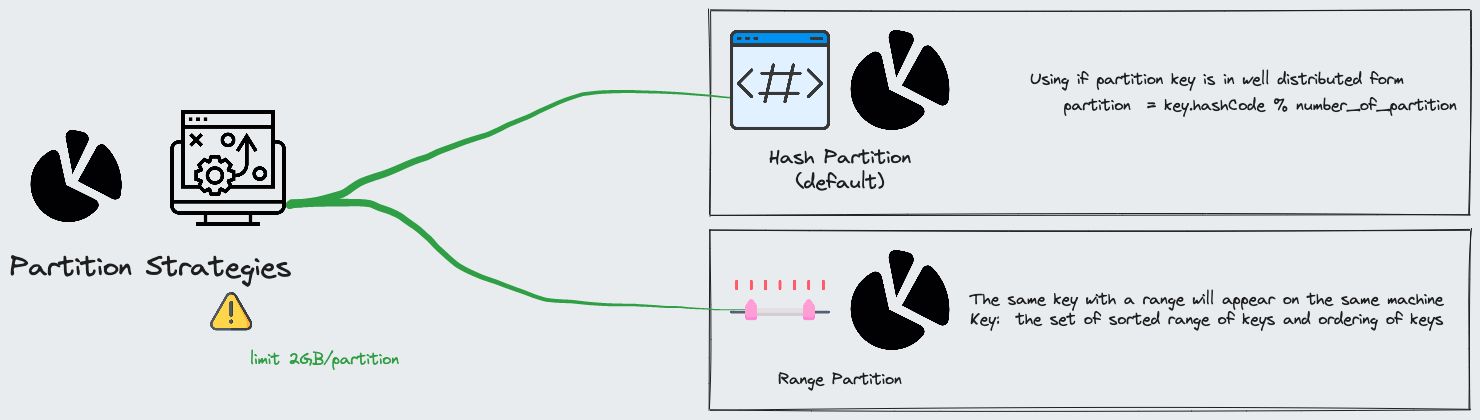 Partition Strategies
limit 2GB/partition
<#>
Hash Partition
(default)
Using if partition key is in well distributed form
partition = key.hashCode % number_of_partition
Range Partition
The same key with a range will appear on the same machine
Key: the set of sorted range of keys and ordering of keys